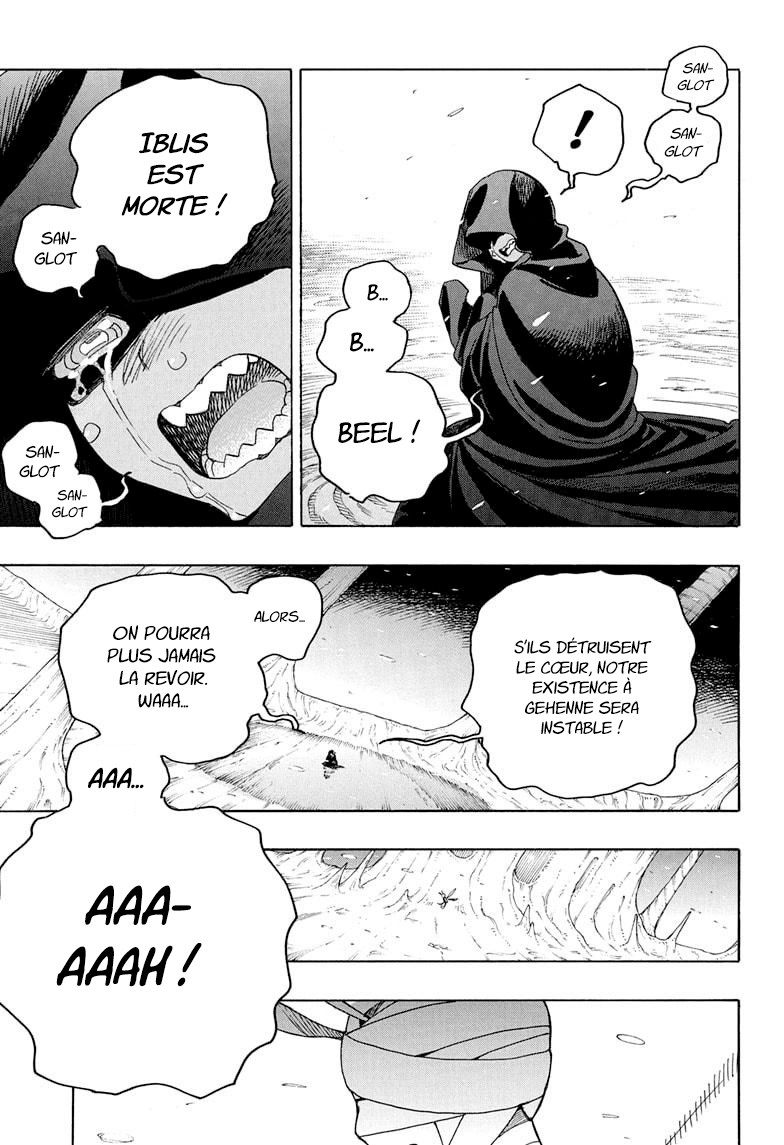 SAN-
GLOT
SAN-
GLOT
!
B...
B...
BEEL !
IBLIS
EST
MORTE !
SAN-
GLOT
SAN-
GLOT
SAN-
GLOT
S'ILS DÉTRUISENT
LE CŒUR, NOTRE
EXISTENCE À
GEHENNE SERA
INSTABLE !
ALORS...
ON POURRA
PLUS JAMAIS
LA REVOIR.
WAAA...
AAA...
AAA-
AAAH !